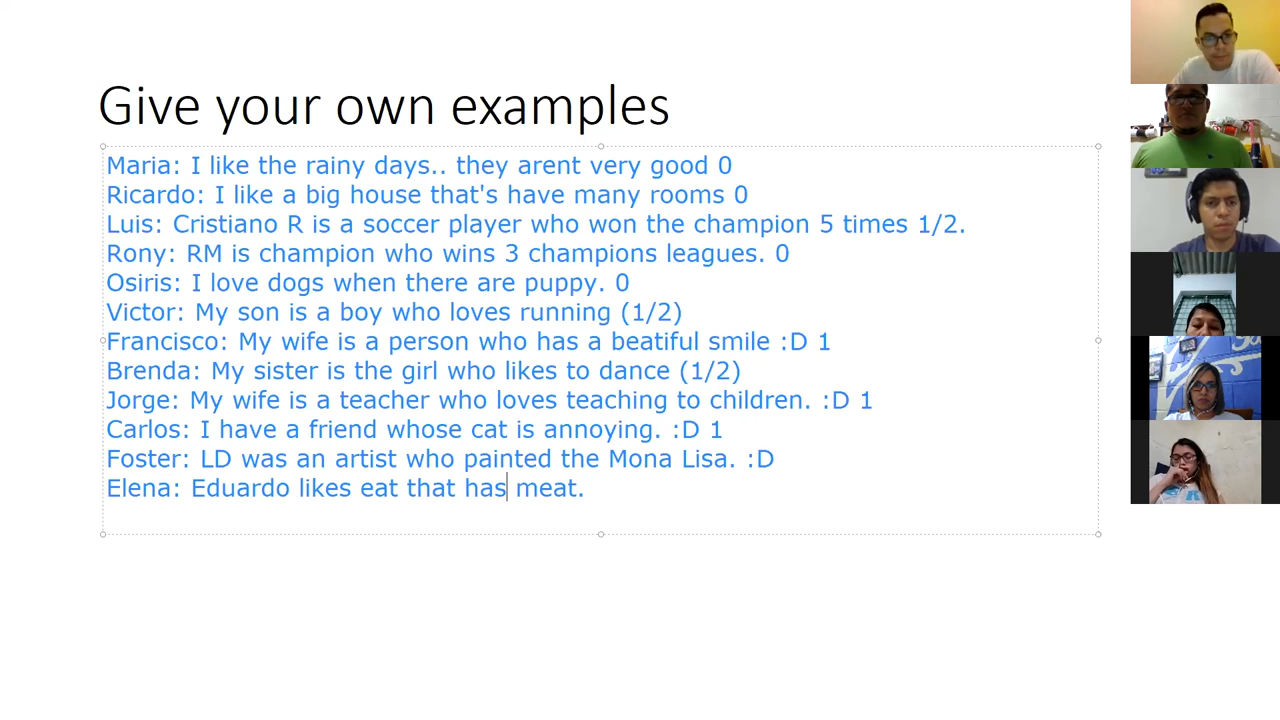 Give your own examples
Maria: I like the rainy days.. they arent very good 0
Ricardo: I like a big house that's have many rooms 0
Luis: Cristiano R is a soccer player who won the champion 5 times 1/2.
Rony: RM is champion who wins 3 champions leagues. 0
Osiris: I love dogs when there are puppy. 0
Victor: My son is a boy who loves running (1/2)
Francisco: My wife is a person who has a beatiful smile :D 1
Brenda: My sister is the girl who likes to dance (1/2)
Jorge: My wife is a teacher who loves teaching to children. :D 1
Carlos: I have a friend whose cat is annoying. :D 1
Foster: LD was an artist who painted the Mona Lisa. :D
Elena: Eduardo likes eat that has meat.